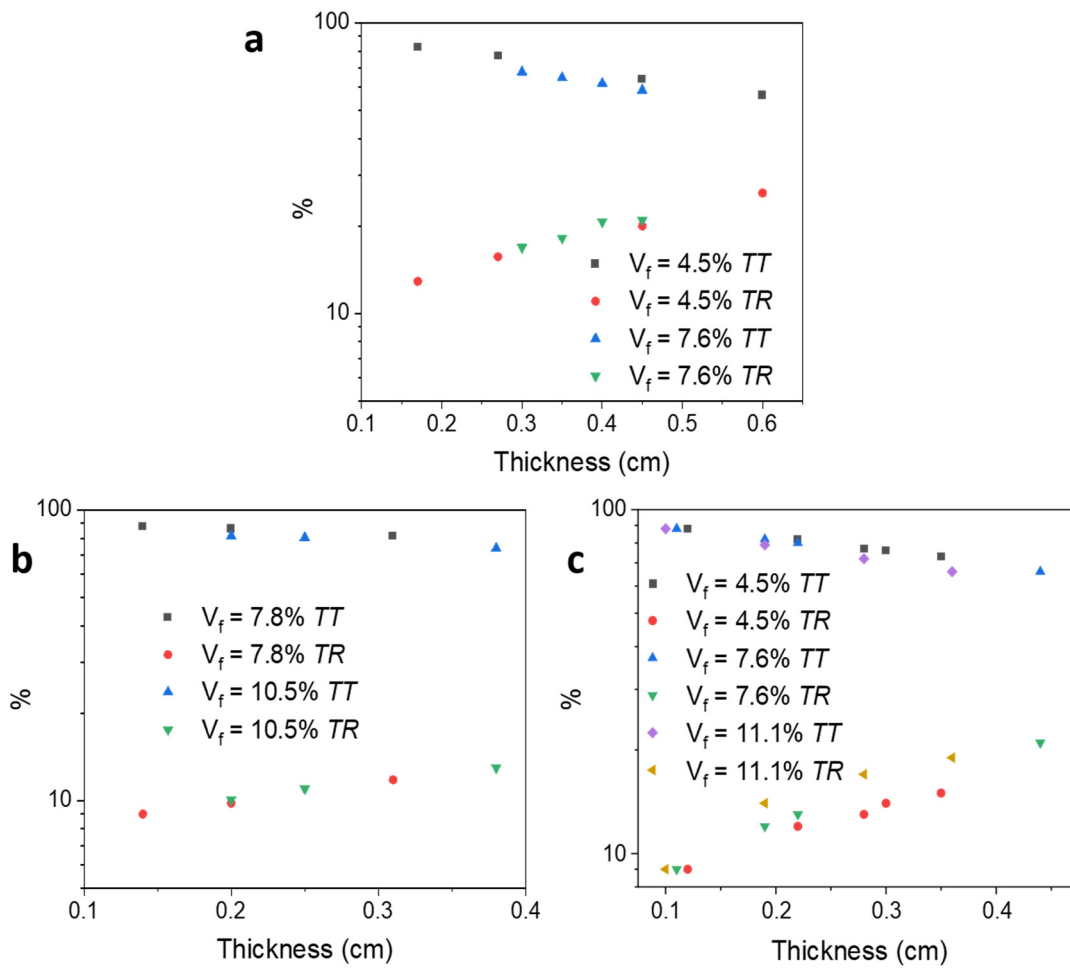 a
100
10
%
V_f = 4.5% TT
V_f = 4.5% TR
V_f = 7.6% TT
V_f = 7.6% TR
0.1 0.2 0.3 0.4 0.5 0.6
Thickness (cm)
b
100
10
%
V_f = 7.8% TT
V_f = 7.8% TR
V_f = 10.5% TT
V_f = 10.5% TR
0.1 0.2 0.3 0.4
Thickness (cm)
c
100
10
%
V_f = 4.5% TT
V_f = 4.5% TR
V_f = 7.6% TT
V_f = 7.6% TR
V_f = 11.1% TT
V_f = 11.1% TR
0.1 0.2 0.3 0.4
Thickness (cm)